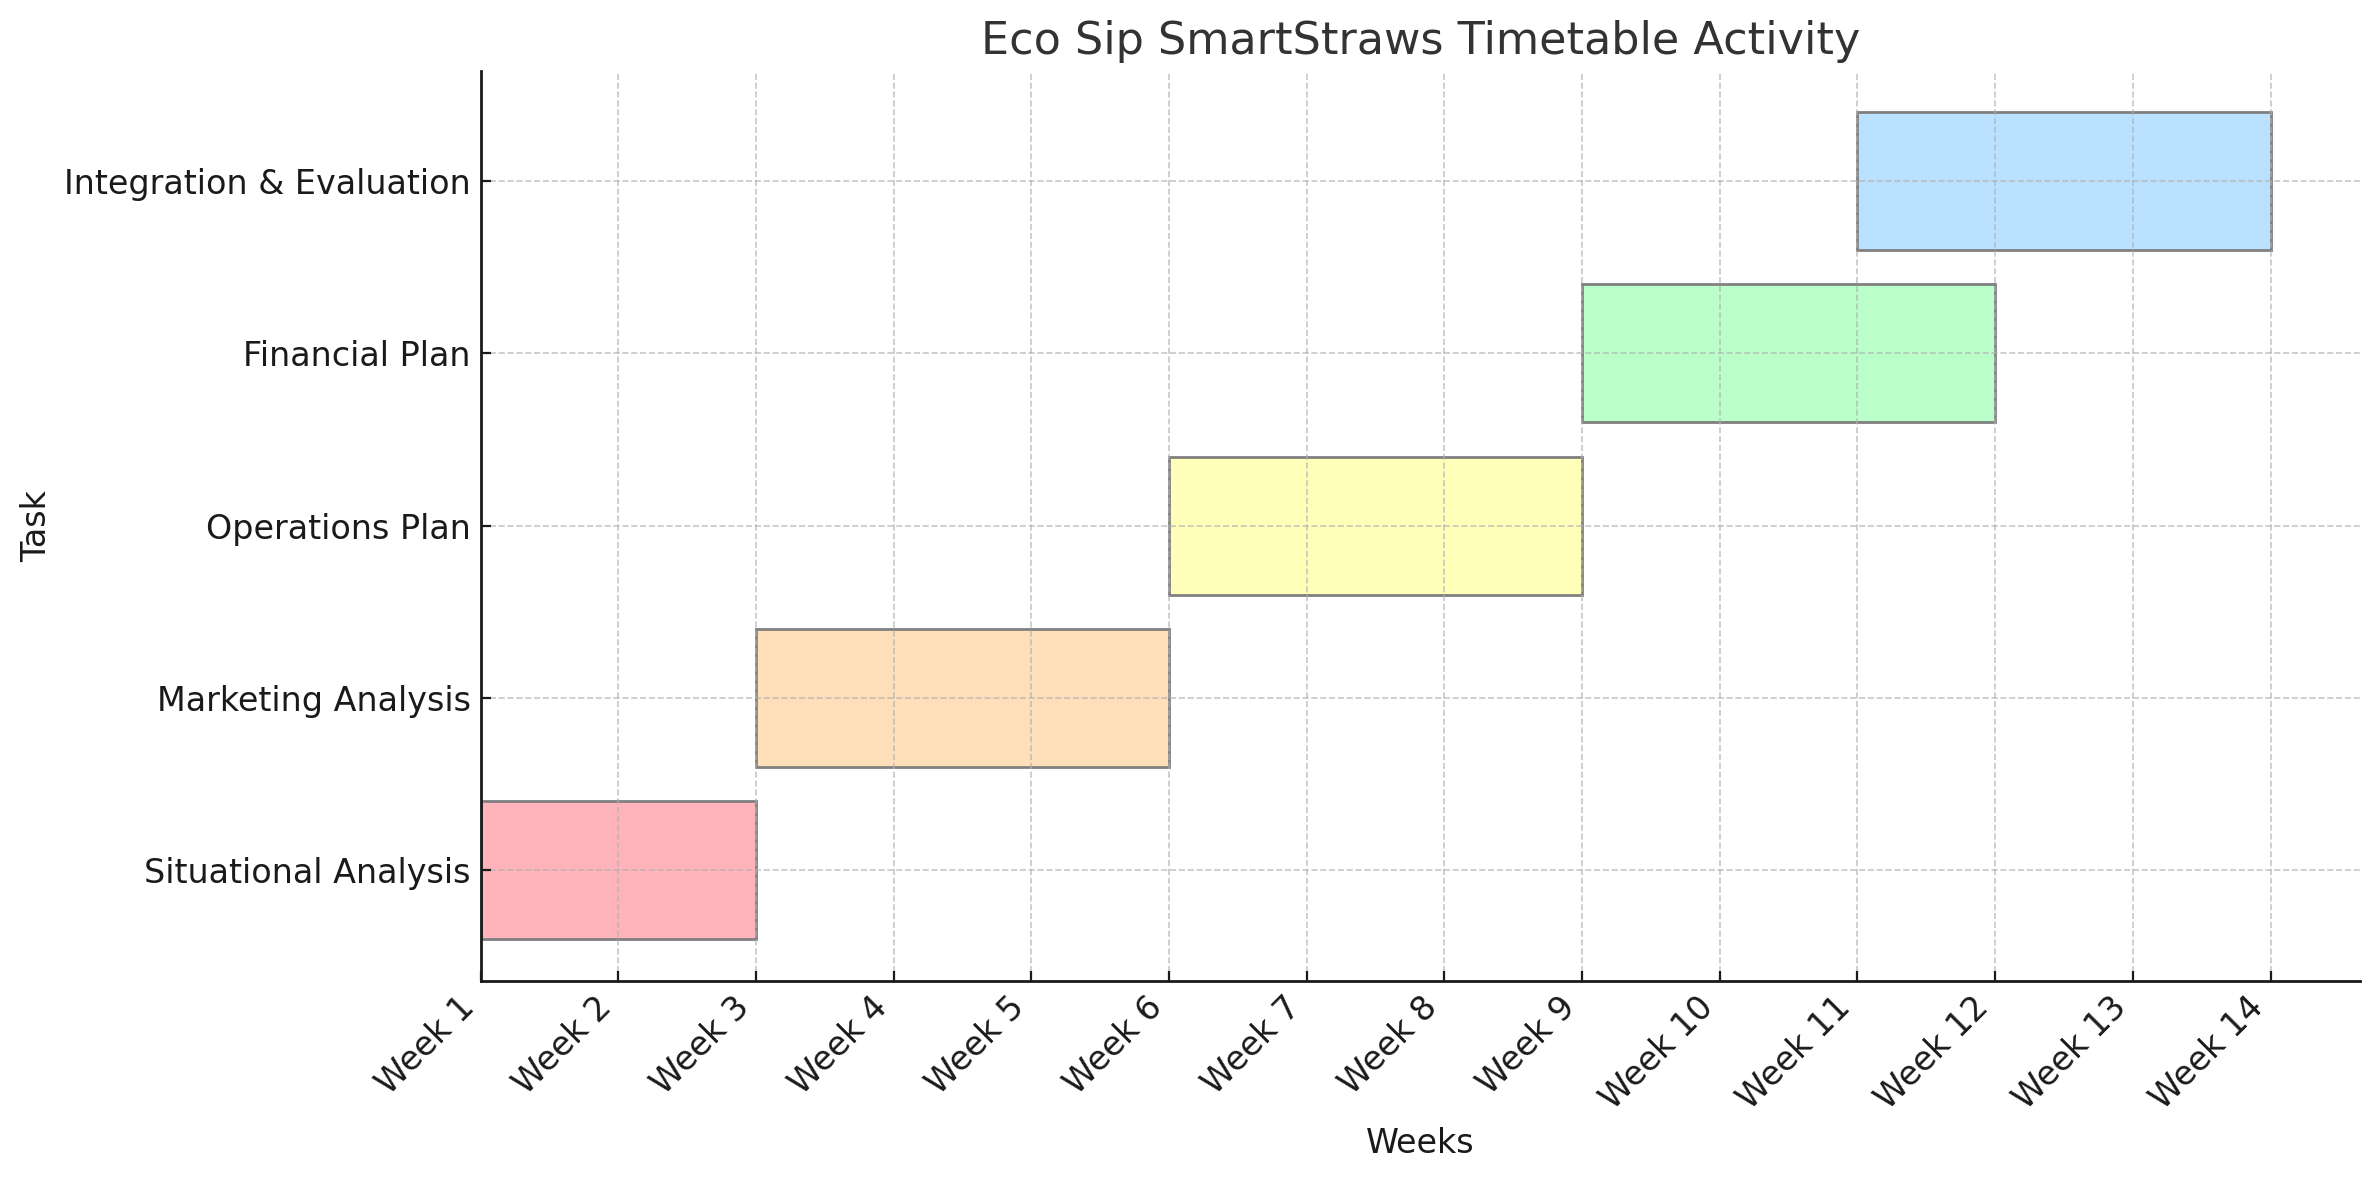 Eco Sip SmartStraws Timetable Activity
Integration & Evaluation
Financial Plan
Operations Plan
Marketing Analysis
Situational Analysis
Task
Week 1
Week 2
Week 3
Week 4
Week 5
Week 6
Week 7
Week 8
Week 9
Week 10
Week 11
Week 12
Week 13
Week 14
Weeks